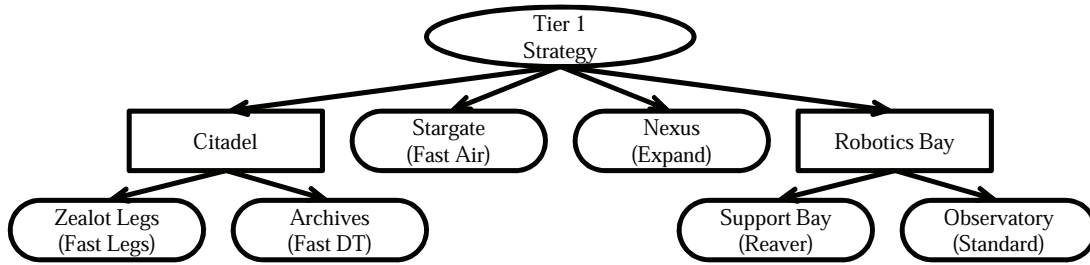 Tier 1
Strategy
Citadel
Stargate
(Fast Air)
Nexus
(Expand)
Robotics Bay
Zealot Legs
(Fast Legs)
Archives
(Fast DT)
Support Bay
(Reaver)
Observatory
(Standard)